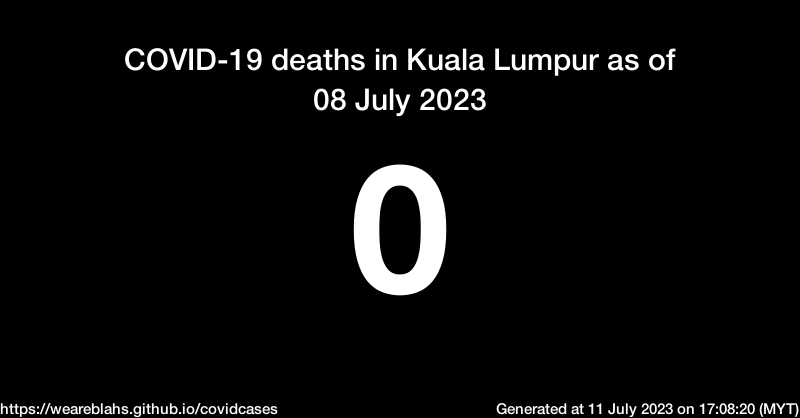 COVID-19 deaths in Kuala Lumpur as of
08 July 2023
0
https://weareblahs.github.io/covidcases
Generated at 11 July 2023 on 17:08:20 (MYT)